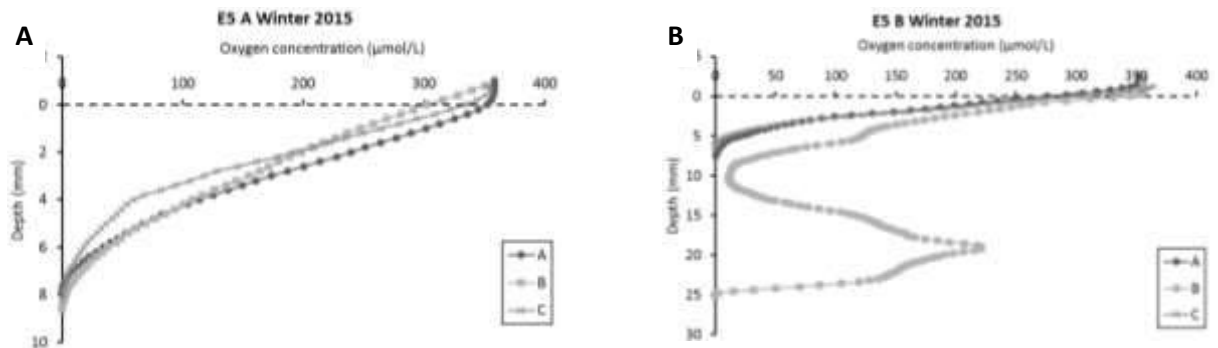 A
E5 A Winter 2015
Oxygen concentration (µmol/L)
0 100 200 300 400
0
2
4
6
8
10
Depth (mm)
A
B
C
B
E5 B Winter 2015
Oxygen concentration (µmol/L)
5 0 50 100 150 200 250 300 350 400
0
5
10
15
20
25
30
Depth (mm)
A
B
C